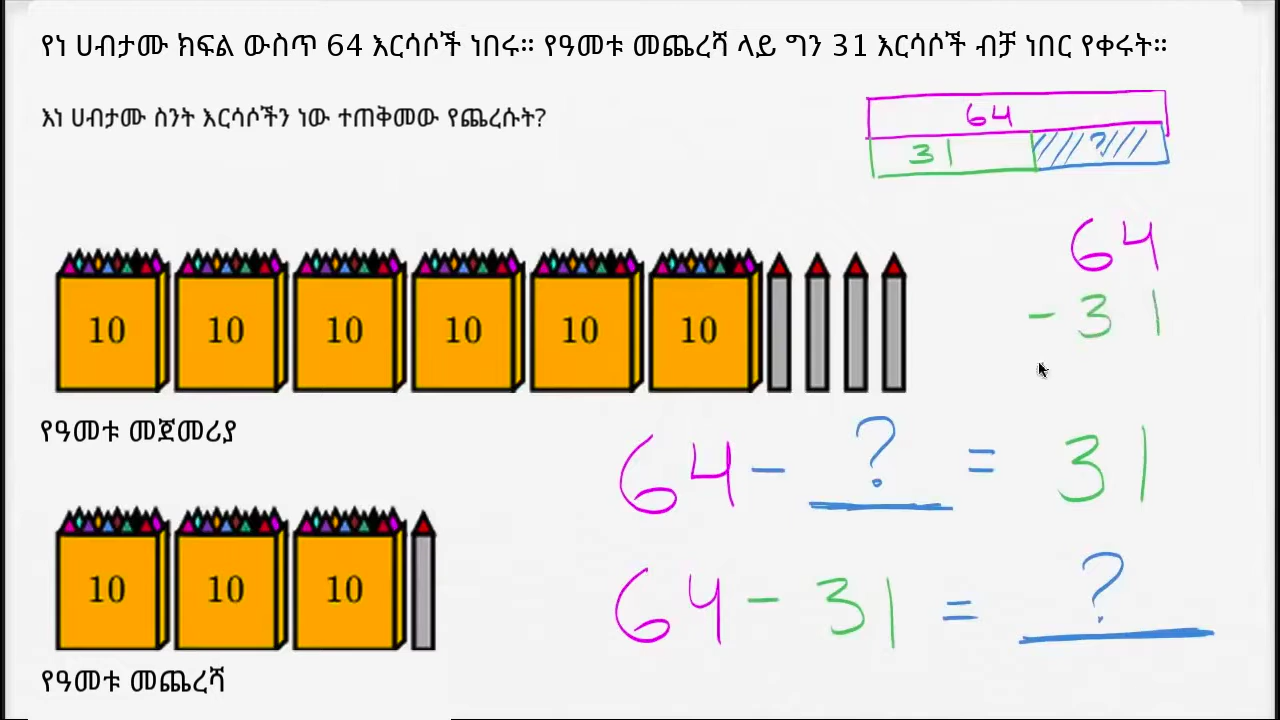 የነ ሀብታሙ ክፍል ውስጥ 64 እርሳሶች ነበሩ። የዓመቱ መጨረሻ ላይ ግን 31 እርሳሶች ብቻ ነበር የቀሩት።
እነ ሀብታሙ ስንት እርሳሶችን ነው ተጠቅመው የጨረሱት?
64
31 ?
64
- 31
10 10 10 10 10 10
የዓመቱ መጀመሪያ
64 - ? = 31
10 10 10
64 - 31 = ?
የዓመቱ መጨረሻ